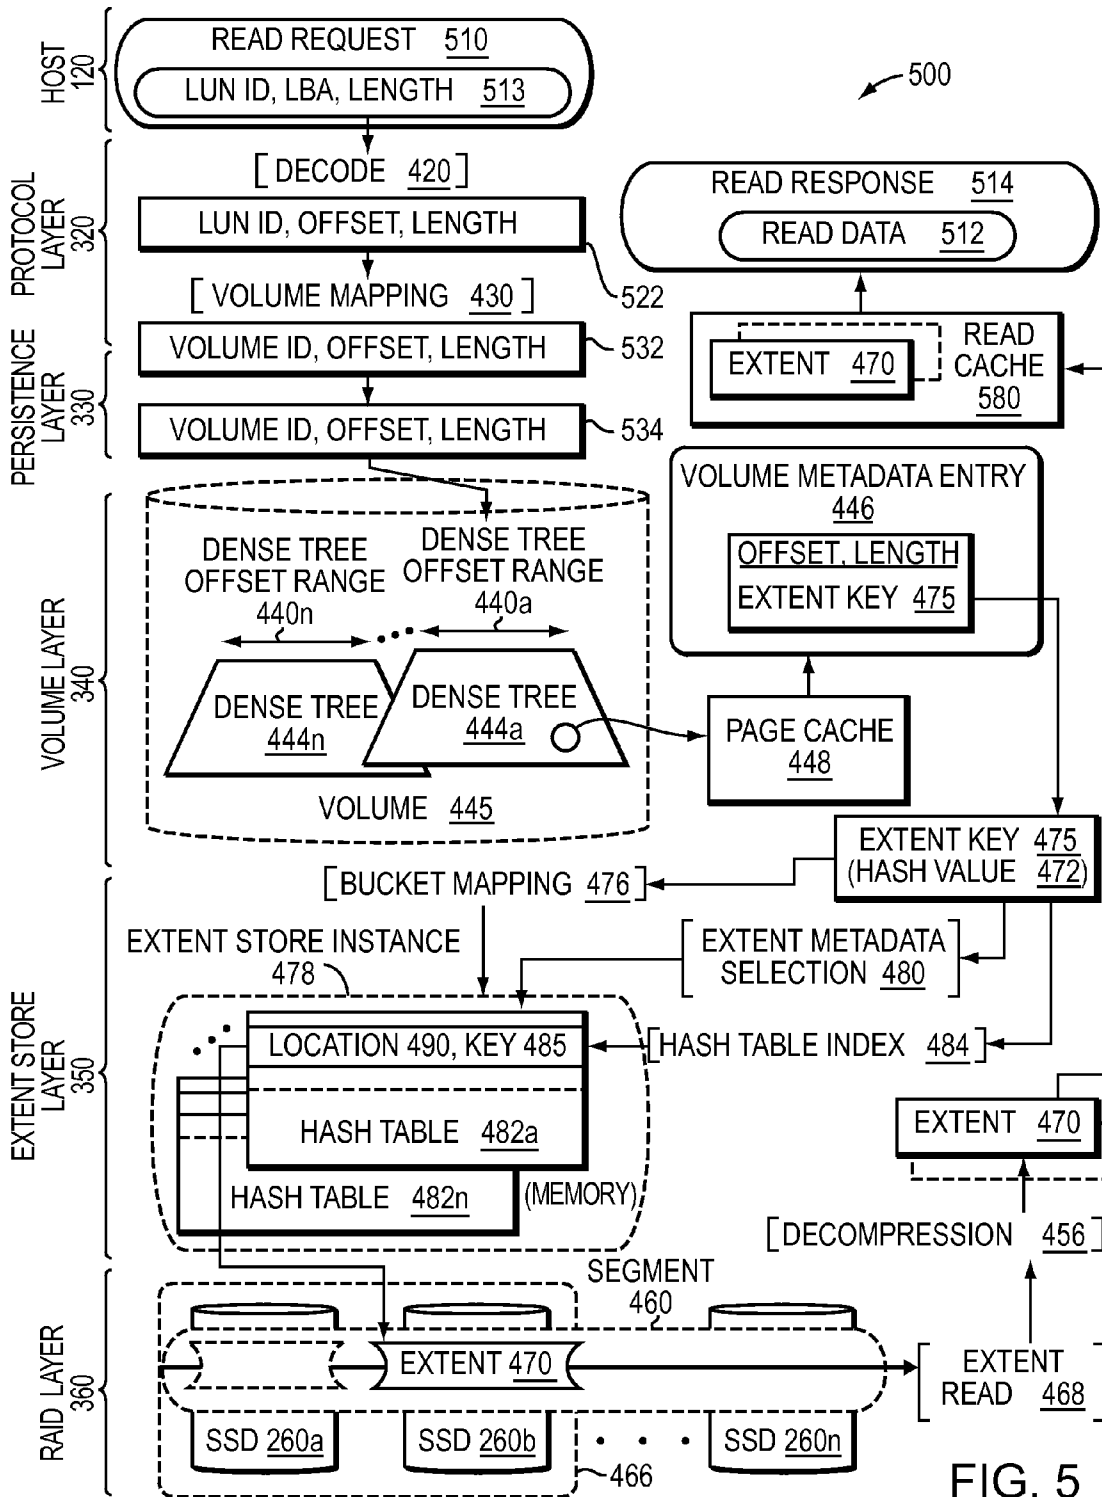 HOST
120
READ REQUEST 510
LUN ID, LBA, LENGTH 513
500
PROTOCOL
LAYER
320
[DECODE 420]
LUN ID, OFFSET, LENGTH
522
[VOLUME MAPPING 430]
VOLUME ID, OFFSET, LENGTH
532
READ RESPONSE 514
READ DATA 512
EXTENT 470
READ
CACHE
580
PERSISTENCE
LAYER
330
VOLUME ID, OFFSET, LENGTH
534
VOLUME LAYER
340
DENSE TREE
OFFSET RANGE
440n
DENSE TREE
OFFSET RANGE
440a
DENSE TREE
444n
DENSE TREE
444a
VOLUME 445
VOLUME METADATA ENTRY
446
OFFSET, LENGTH
EXTENT KEY 475
PAGE CACHE
448
EXTENT KEY 475
(HASH VALUE 472)
EXTENT STORE
LAYER
350
[BUCKET MAPPING 476]
EXTENT STORE INSTANCE
478
[EXTENT METADATA
SELECTION 480]
LOCATION 490, KEY 485
[HASH TABLE INDEX 484]
HASH TABLE 482a
HASH TABLE 482n
(MEMORY)
EXTENT 470
[DECOMPRESSION 456]
RAID LAYER
360
SEGMENT
460
EXTENT 470
[EXTENT
READ 468]
SSD 260a
SSD 260b
. . .
SSD 260n
466
FIG. 5